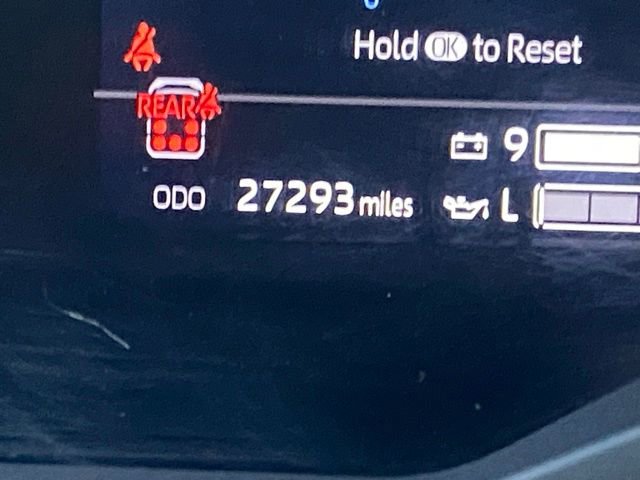 Hold OK to Reset
REAR
9
ODO 27293 miles L